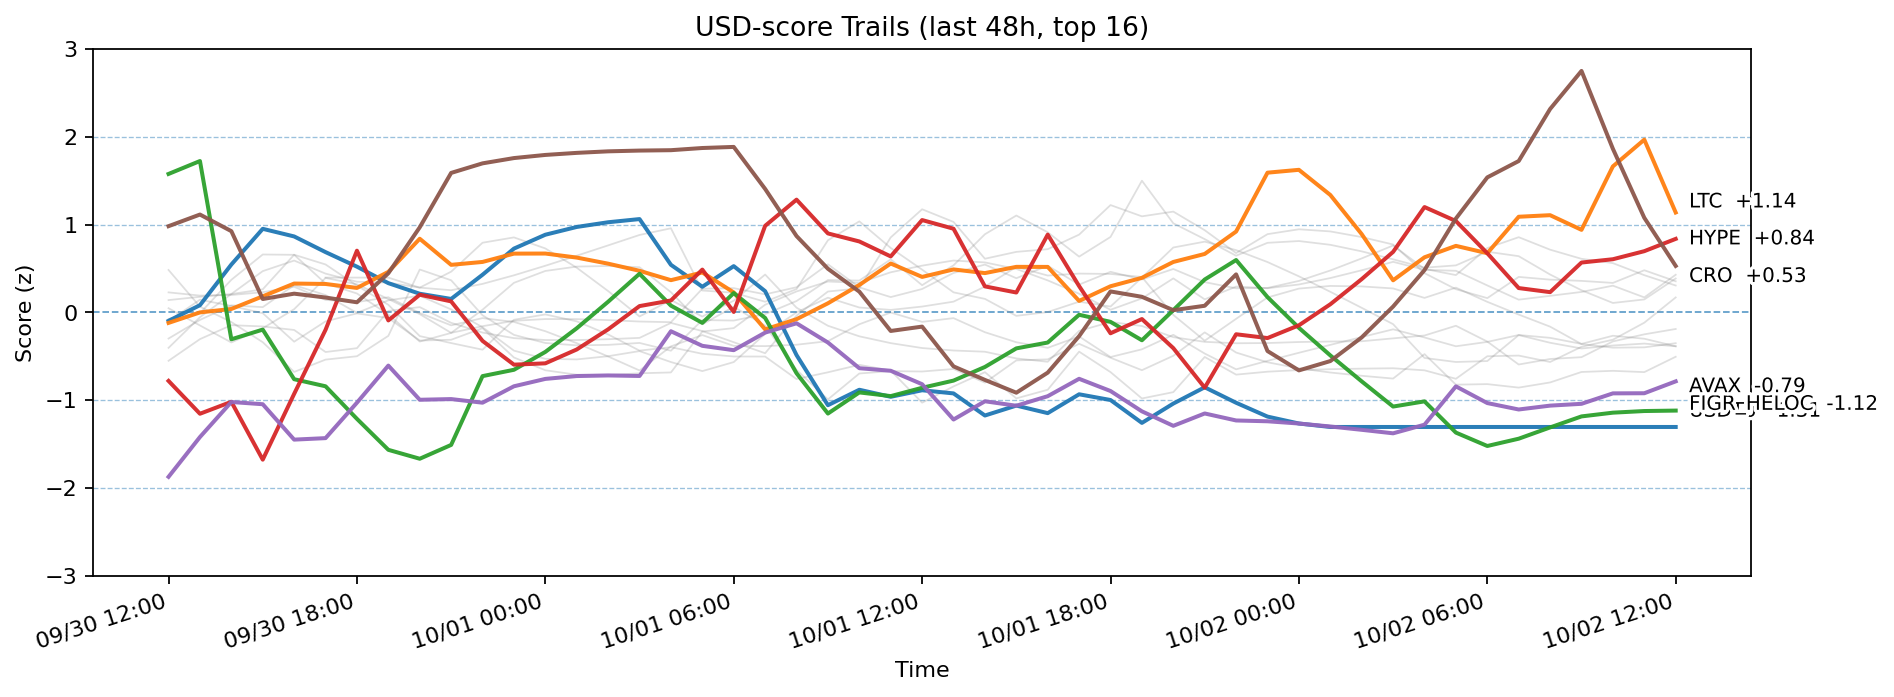 USD-score Trails (last 48h, top 16)
3
2
1
0
−1
−2
−3
Score (z)
LTC +1.14
HYPE +0.84
CRO +0.53
AVAX -0.79
FIGR_HELOC -1.12
09/30 12:00
09/30 18:00
10/01 00:00
10/01 06:00
10/01 12:00
10/01 18:00
10/02 00:00
10/02 06:00
10/02 12:00
Time